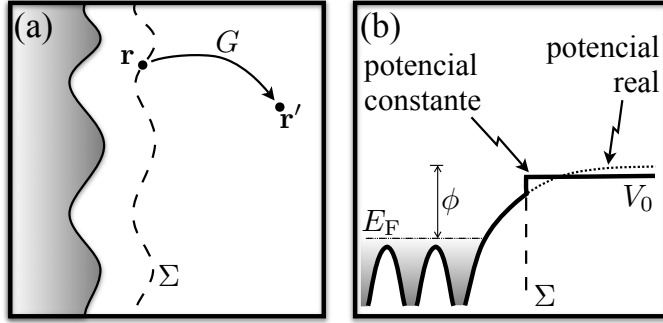 (a)
r
G
r′
Σ
(b)
potencial
constante
potencial
real
E_F
ϕ
V_0
Σ